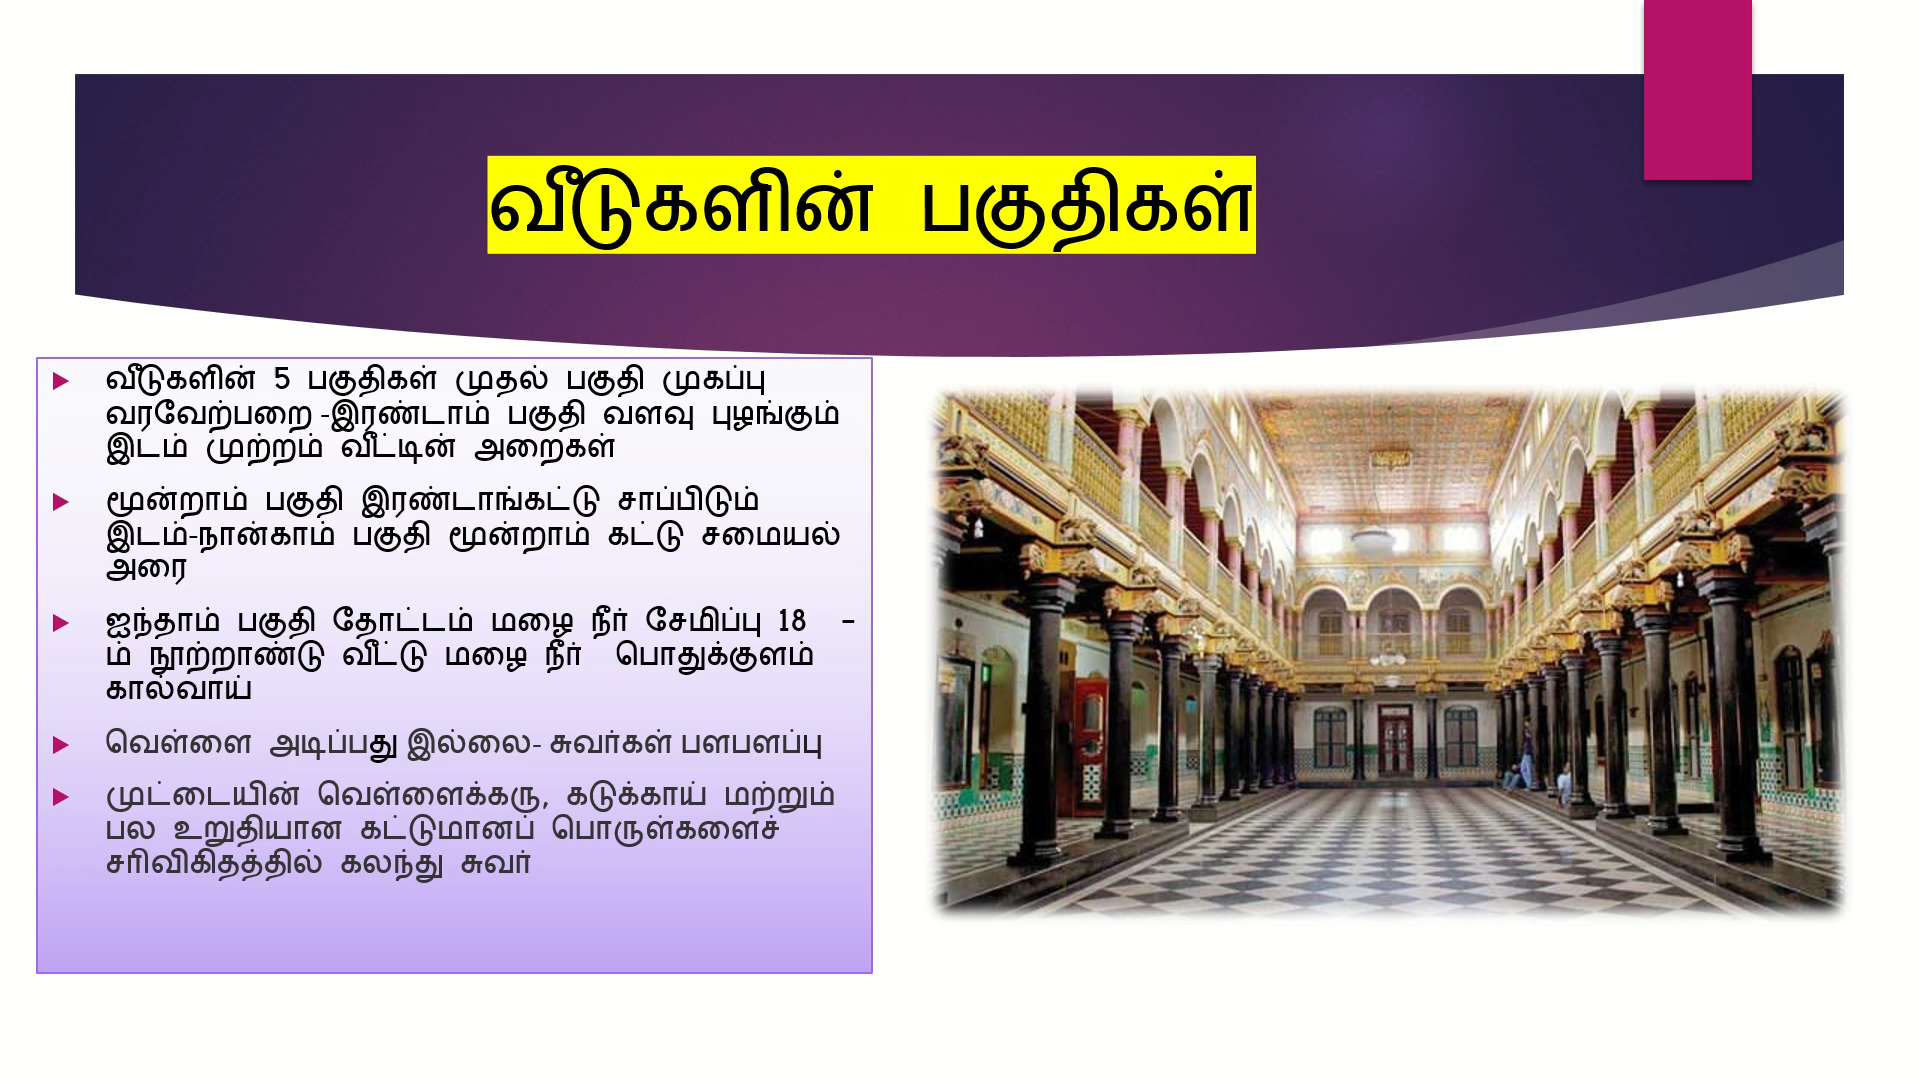 வீடுகளின் பகுதிகள்
வீடுகளின் 5 பகுதிகள் முதல் பகுதி முகப்பு
வரவேற்பறை -இரண்டாம் பகுதி வளவு புழங்கும்
இடம் முற்றம் வீட்டின் அறைகள்
மூன்றாம் பகுதி இரண்டாங்கட்டு சாப்பிடும்
இடம்-நான்காம் பகுதி மூன்றாம் கட்டு சமையல்
அரை
ஐந்தாம் பகுதி தோட்டம் மழை நீர் சேமிப்பு 18 –
ம் நூற்றாண்டு வீட்டு மழை நீர் பொதுக்குளம்
கால்வாய்
வெள்ளை அடிப்பது இல்லை- சுவர்கள் பளபளப்பு
முட்டையின் வெள்ளைக்கரு, கடுக்காய் மற்றும்
பல உறுதியான கட்டுமானப் பொருள்களைச்
சரிவிகிதத்தில் கலந்து சுவர்